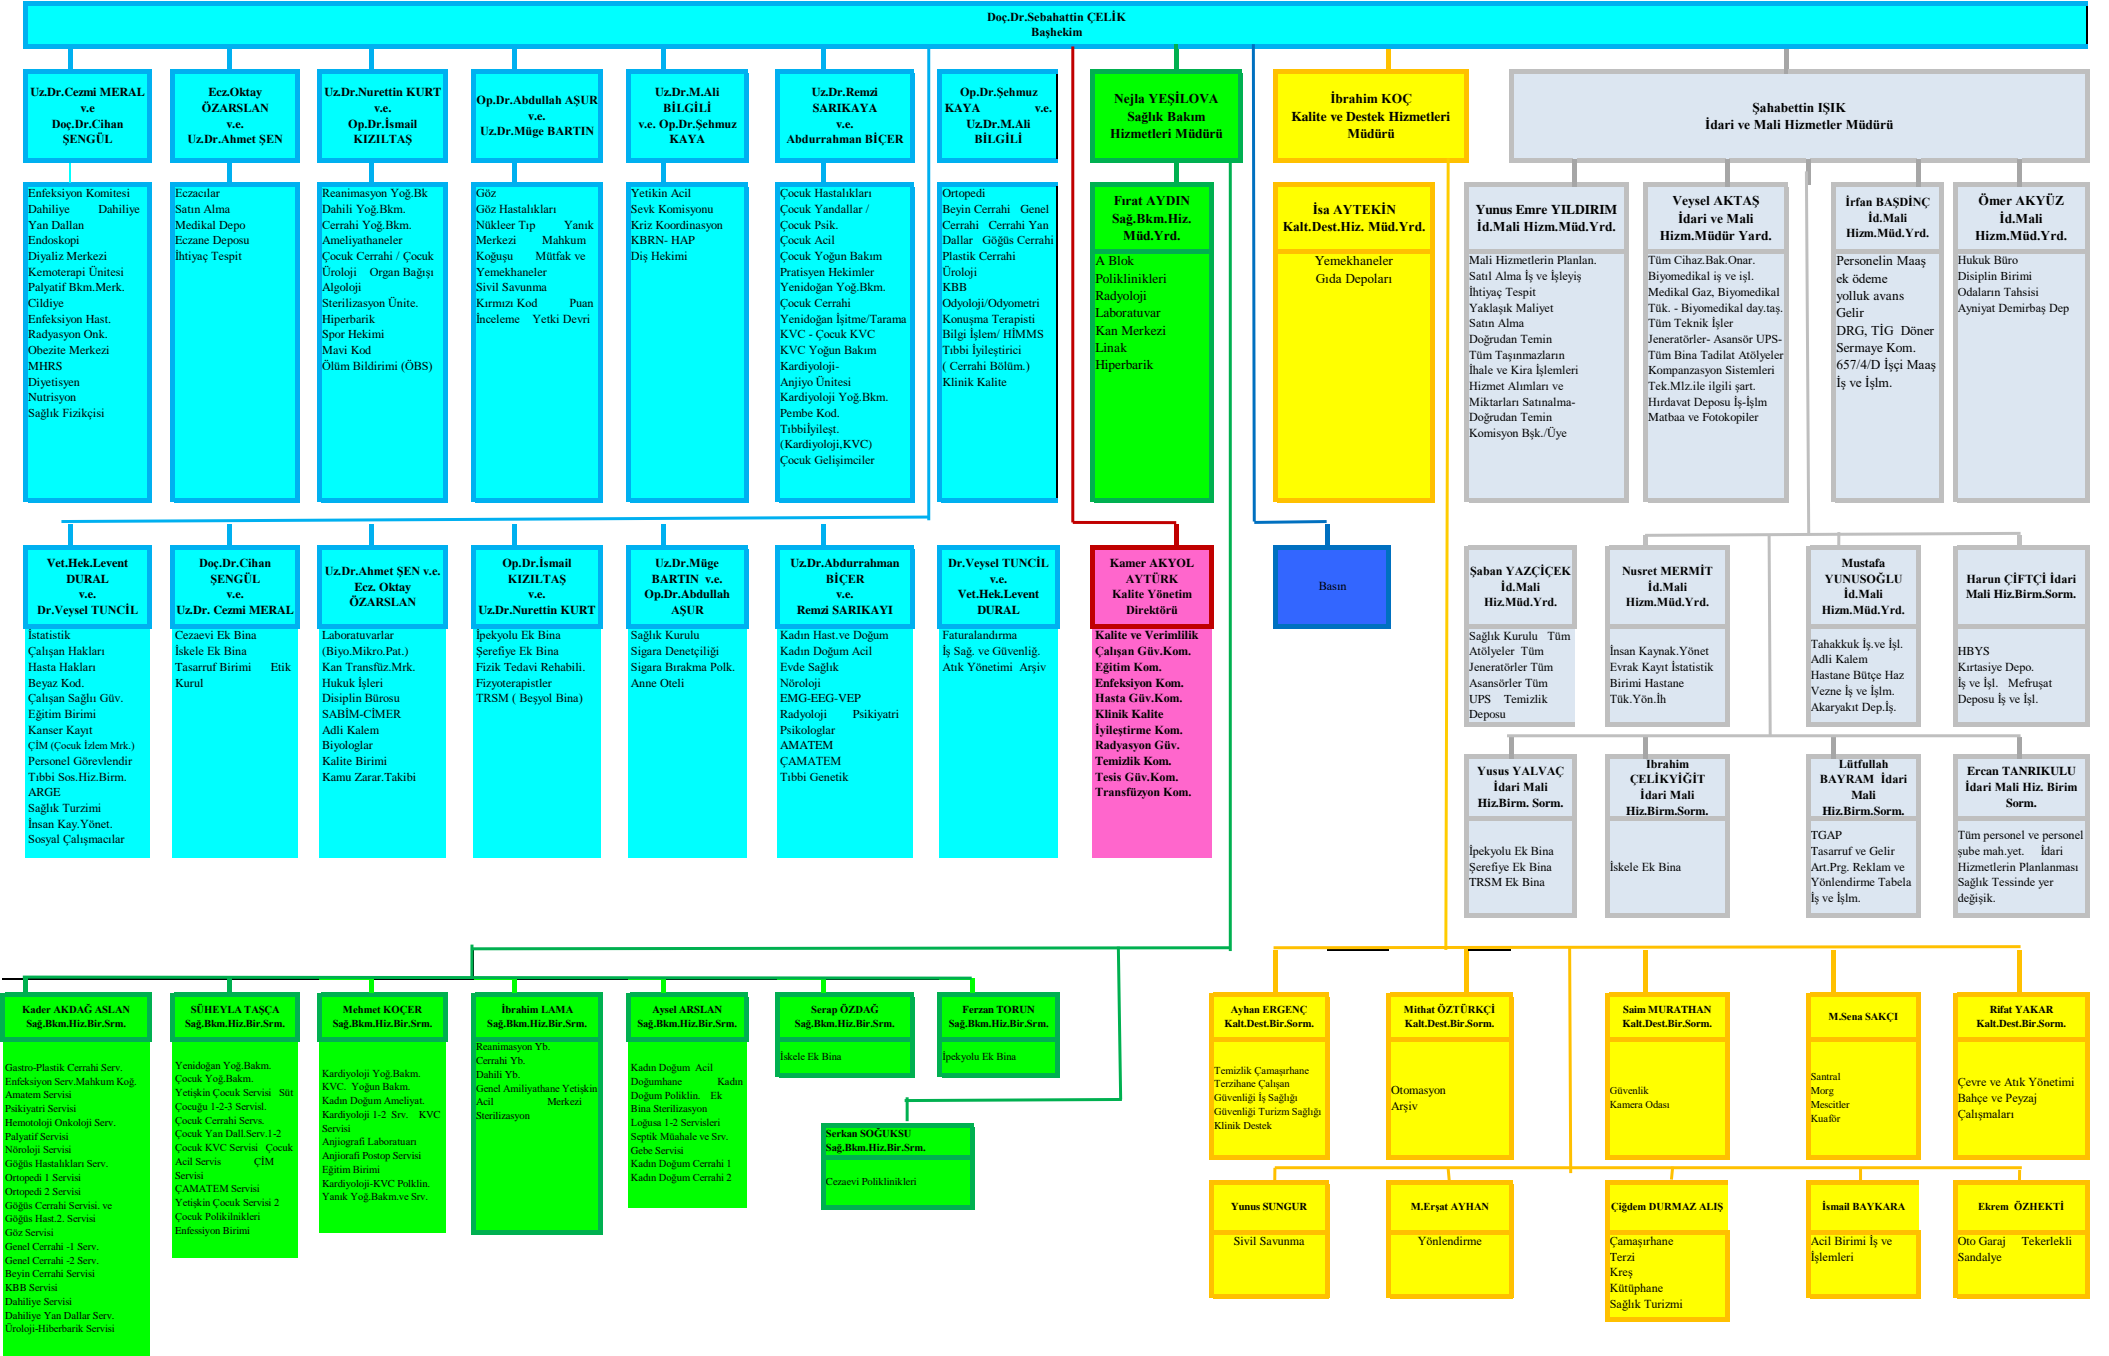 Doç.Dr.Sebahattin ÇELİK
Başhekim
Uz.Dr.Cezmi MERAL
v.e
Doç.Dr.Cihan
ŞENGÜL
Ecz.Oktay
ÖZARSLAN
v.e.
Uz.Dr.Ahmet ŞEN
Uz.Dr.Nurettin KURT
v.e.
Op.Dr.İsmail
KIZILTAŞ
Op.Dr.Abdullah AŞUR
v.e.
Uz.Dr.Müge BARTIN
Uz.Dr.M.Ali
BİLGİLİ
v.e. Op.Dr.Şehmuz
KAYA
Uz.Dr.Remzi
SARIKAYA
v.e.
Abdurrahman BİÇER
Op.Dr.Şehmuz
KAYA v.e.
Uz.Dr.M.Ali
BİLGİLİ
Nejla YEŞİLOVA
Sağlık Bakım
Hizmetleri Müdürü
İbrahim KOÇ
Kalite ve Destek Hizmetleri
Müdürü
Şahabettin IŞIK
İdari ve Mali Hizmetler Müdürü
Enfeksiyon Komitesi
Dahiliye Dahiliye
Yan Dallan
Endoskopi
Diyaliz Merkezi
Kemoterapi Ünitesi
Palyatif Bkm.Merk.
Cildiye
Enfeksiyon Hast.
Radyasyon Onk.
Obezite Merkezi
MHRS
Diyetisyen
Nutrisyon
Sağlık Fizikçisi
Eczacılar
Satın Alma
Medikal Depo
Eczane Deposu
İhtiyaç Tespit
Reanimasyon Yoğ.Bk
Dahili Yoğ.Bkm.
Cerrahi Yoğ.Bkm.
Ameliyathaneler
Çocuk Cerrahi / Çocuk
Üroloji Organ Bağışı
Algoloji
Sterilizasyon Ünite.
Hiperbarik
Spor Hekimi
Mavi Kod
Ölüm Bildirimi (ÖBS)
Göz
Göz Hastalıkları
Nükleer Tıp Yanık
Merkezi Mahkum
Koğuşu Mütfak ve
Yemekhaneler
Sivil Savunma
Kırmızı Kod Puan
İnceleme Yetki Devri
Yetikin Acil
Sevk Komisyonu
Kriz Koordinasyon
KBRN- HAP
Diş Hekimi
Çocuk Hastalıkları
Çocuk Yandallar /
Çocuk Psik.
Çocuk Acil
Çocuk Yoğun Bakım
Pratisyen Hekimler
Yenidoğan Yoğ.Bkm.
Çocuk Cerrahi
Yenidoğan İşitme/Tarama
KVC - Çocuk KVC
KVC Yoğun Bakım
Kardiyoloji-
Anjiyo Ünitesi
Kardiyoloji Yoğ.Bkm.
Pembe Kod.
Tıbbiİyileşt.
(Kardiyoloji,KVC)
Çocuk Gelişimciler
Ortopedi
Beyin Cerrahi Genel
Cerrahi Cerrahi Yan
Dallar Göğüs Cerrahi
Plastik Cerrahi
Üroloji
KBB
Odyoloji/Odyometri
Konuşma Terapisti
Bilgi İşlem/ HİMMS
Tıbbi İyileştirici
( Cerrahi Bölüm.)
Klinik Kalite
Fırat AYDIN
Sağ.Bkm.Hiz.
Müd.Yrd.
A Blok
Poliklinikleri
Radyoloji
Laboratuvar
Kan Merkezi
Linak
Hiperbarik
İsa AYTEKİN
Kalt.Dest.Hiz. Müd.Yrd.
Yemekhaneler
Gıda Depoları
Yunus Emre YILDIRIM
İd.Mali Hizm.Müd.Yrd.
Mali Hizmetlerin Planlan.
Satıl Alma İş ve İşleyiş
İhtiyaç Tespit
Yaklaşık Maliyet
Satın Alma
Doğrudan Temin
Tüm Taşınmazların
İhale ve Kira İşlemleri
Hizmet Alımları ve
Miktarları Satınalma-
Doğrudan Temin
Komisyon Bşk./Üye
Veysel AKTAŞ
İdari ve Mali
Hizm.Müdür Yard.
Tüm Cihaz.Bak.Onar.
Biyomedikal iş ve işl.
Medikal Gaz, Biyomedikal
Tük. - Biyomedikal day.taş.
Tüm Teknik İşler
Jeneratörler- Asansör UPS-
Tüm Bina Tadilat Atölyeler
Kompanzasyon Sistemleri
Tek.Mlz.ile ilgili şart.
Hırdavat Deposu İş-İşlm
Matbaa ve Fotokopiler
İrfan BAŞDİNÇ
İd.Mali
Hizm.Müd.Yrd.
Personelin Maaş
ek ödeme
yolluk avans
Gelir
DRG, TİG Döner
Sermaye Kom.
657/4/D İşçi Maaş
İş ve İşlm.
Ömer AKYÜZ
İd.Mali
Hizm.Müd.Yrd.
Hukuk Büro
Disiplin Birimi
Odaların Tahsisi
Ayniyat Demirbaş Dep
Vet.Hek.Levent
DURAL
v.e.
Dr.Veysel TUNCİL
İstatistik
Çalışan Hakları
Hasta Hakları
Beyaz Kod.
Çalışan Sağlıı Güv.
Eğitim Birimi
Kanser Kayıt
ÇİM (Çocuk İzlem Mrk.)
Personel Görevlendir
Tıbbi Sos.Hiz.Birm.
ARGE
Sağlık Turzimi
İnsan Kay.Yönet.
Sosyal Çalışmacılar
Doç.Dr.Cihan
ŞENGÜL
v.e.
Uz.Dr. Cezmi MERAL
Cezaevi Ek Bina
İskele Ek Bina
Tasarruf Birimi Etik
Kurul
Uz.Dr.Ahmet ŞEN v.e.
Ecz. Oktay
ÖZARSLAN
Laboratuvarlar
(Biyo.Mikro.Pat.)
Kan Transfüz.Mrk.
Hukuk İşleri
Disiplin Bürosu
SABİM-CİMER
Adli Kalem
Biyologlar
Kalite Birimi
Kamu Zarar.Takibi
Op.Dr.İsmail
KIZILTAŞ
v.e.
Uz.Dr.Nurettin KURT
İpekyolu Ek Bina
Şerefiye Ek Bina
Fizik Tedavi Rehabili.
Fizyoterapistler
TRSM ( Beşyol Bina)
Uz.Dr.Müge
BARTIN v.e.
Op.Dr.Abdullah
AŞUR
Sağlık Kurulu
Sigara Denetçiliği
Sigara Bırakma Polk.
Anne Oteli
Uz.Dr.Abdurrahman
BİÇER
v.e.
Remzi SARIKAYI
Kadın Hast.ve Doğum
Kadın Doğum Acil
Evde Sağlık
Nöroloji
EMG-EEG-VEP
Radyoloji Psikiyatri
Psikologlar
AMATEM
ÇAMATEM
Tıbbi Genetik
Dr.Veysel TUNCİL
v.e.
Vet.Hek.Levent
DURAL
Faturalandırma
İş Sağ. ve Güvenliğ.
Atık Yönetimi Arşiv
Kamer AKYOL
AYTÜRK
Kalite Yönetim
Direktörü
Kalite ve Verimlilik
Çalışan Güv.Kom.
Eğitim Kom.
Enfeksiyon Kom.
Hasta Güv.Kom.
Klinik Kalite
İyileştirme Kom.
Radyasyon Güv.
Temizlik Kom.
Tesis Güv.Kom.
Transfüzyon Kom.
Basın
Şaban YAZÇİÇEK
İd.Mali
Hiz.Müd.Yrd.
Sağlık Kurulu Tüm
Atölyeler Tüm
Jeneratörler Tüm
Asansörler Tüm
UPS Temizlik
Deposu
Nusret MERMİT
İd.Mali
Hizm.Müd.Yrd.
İnsan Kaynak.Yönet
Evrak Kayıt İstatistik
Birimi Hastane
Tük.Yön.İh
Mustafa
YUNUSOĞLU
İd.Mali
Hizm.Müd.Yrd.
Tahakkuk İş.ve İşl.
Adli Kalem
Hastane Bütçe Haz
Vezne İş ve İşlm.
Akaryakıt Dep.İş.
Harun ÇİFTÇİ İdari
Mali Hiz.Birm.Sorm.
HBYS
Kırtasiye Depo.
İş ve İşl. Mefruşat
Deposu İş ve İşl.
Yusus YALVAÇ
İdari Mali
Hiz.Birm. Sorm.
İpekyolu Ek Bina
Şerefiye Ek Bina
TRSM Ek Bina
Ibrahim
ÇELİKYİĞİT
İdari Mali
Hiz.Birm.Sorm.
İskele Ek Bina
Lütfullah
BAYRAM İdari
Mali
Hiz.Birm.Sorm.
TGAP
Tasarruf ve Gelir
Art.Prg. Reklam ve
Yönlendirme Tabela
İş ve İşlm.
Ercan TANRIKULU
İdari Mali Hiz. Birim
Sorm.
Tüm personel ve personel
şube mah.yet. İdari
Hizmetlerin Planlanması
Sağlık Tessinde yer
değişik.
Kader AKDAĞ ASLAN
Sağ.Bkm.Hiz.Bir.Srm.
Gastro-Plastik Cerrahi Serv.
Enfeksiyon Serv.Mahkum Koğ.
Amatem Servisi
Psikiyatri Servisi
Hemotoloji Onkoloji Serv.
Palyatif Servisi
Nöroloji Servisi
Göğüs Hastalıkları Serv.
Ortopedi 1 Servisi
Ortopedi 2 Servisi
Göğüs Cerrahi Servisi. ve
Göğüs Hast.2. Servisi
Göz Servisi
Genel Cerrahi -1 Serv.
Genel Cerrahi -2 Serv.
Beyin Cerrahi Servisi
KBB Servisi
Dahiliye Servisi
Dahiliye Yan Dallar Serv.
Üroloji-Hiberbarik Servisi
SÜHEYLA TAŞÇA
Sağ.Bkm.Hiz.Bir.Srm.
Yenidoğan Yoğ.Bakm.
Çocuk Yoğ.Bakm.
Yetişkin Çocuk Servisi Süt
Çocuğu 1-2-3 Servisl.
Çocuk Cerrahi Servs.
Çocuk Yan Dall.Serv.1-2
Çocuk KVC Servisi Çocuk
Acil Servis ÇİM
Servisi
ÇAMATEM Servisi
Yetişkin Çocuk Servisi 2
Çocuk Polikilnikleri
Enfessiyon Birimi
Mehmet KOÇER
Sağ.Bkm.Hiz.Bir.Srm.
Kardiyoloji Yoğ.Bakm.
KVC. Yoğun Bakm.
Kadın Doğum Ameliyat.
Kardiyoloji 1-2 Srv. KVC
Servisi
Anjiografi Laboratuarı
Anjiorafi Postop Servisi
Eğitim Birimi
Kardiyoloji-KVC Polklin.
Yanık Yoğ.Bakm.ve Srv.
İbrahim LAMA
Sağ.Bkm.Hiz.Bir.Srm.
Reanimasyon Yb.
Cerrahi Yb.
Dahili Yb.
Genel Amiliyathane Yetişkin
Acil Merkezi
Sterilizasyon
Aysel ARSLAN
Sağ.Bkm.Hiz.Bir.Srm.
Kadın Doğum Acil
Doğumhane Kadın
Doğum Poliklin. Ek
Bina Sterilizasyon
Loğusa 1-2 Servisleri
Septik Müahale ve Srv.
Gebe Servisi
Kadın Doğum Cerrahi 1
Kadın Doğum Cerrahi 2
Serap ÖZDAĞ
Sağ.Bkm.Hiz.Bir.Srm.
İskele Ek Bina
Ferzan TORUN
Sağ.Bkm.Hiz.Bir.Srm.
İpekyolu Ek Bina
Serkan SOĞUKSU
Sağ.Bkm.Hiz.Bir.Srm.
Cezaevi Poliklinikleri
Ayhan ERGENÇ
Kalt.Dest.Bir.Sorm.
Temizlik Çamaşırhane
Terzihane Çalışan
Güvenliği İş Sağlığı
Güvenliği Turizm Sağlığı
Klinik Destek
Mithat ÖZTÜRKÇİ
Kalt.Dest.Bir.Sorm.
Otomasyon
Arşiv
Saim MURATHAN
Kalt.Dest.Bir.Sorm.
Güvenlik
Kamera Odası
M.Sena SAKÇI
Santral
Morg
Mescitler
Kuaför
Rifat YAKAR
Kalt.Dest.Bir.Sorm.
Çevre ve Atık Yönetimi
Bahçe ve Peyzaj
Çalışmaları
Yunus SUNGUR
Sivil Savunma
M.Erşat AYHAN
Yönlendirme
Çiğdem DURMAZ ALIŞ
Çamaşırhane
Terzi
Kreş
Kütüphane
Sağlık Turizmi
İsmail BAYKARA
Acil Birimi İş ve
İşlemleri
Ekrem ÖZHEKTİ
Oto Garaj Tekerlekli
Sandalye